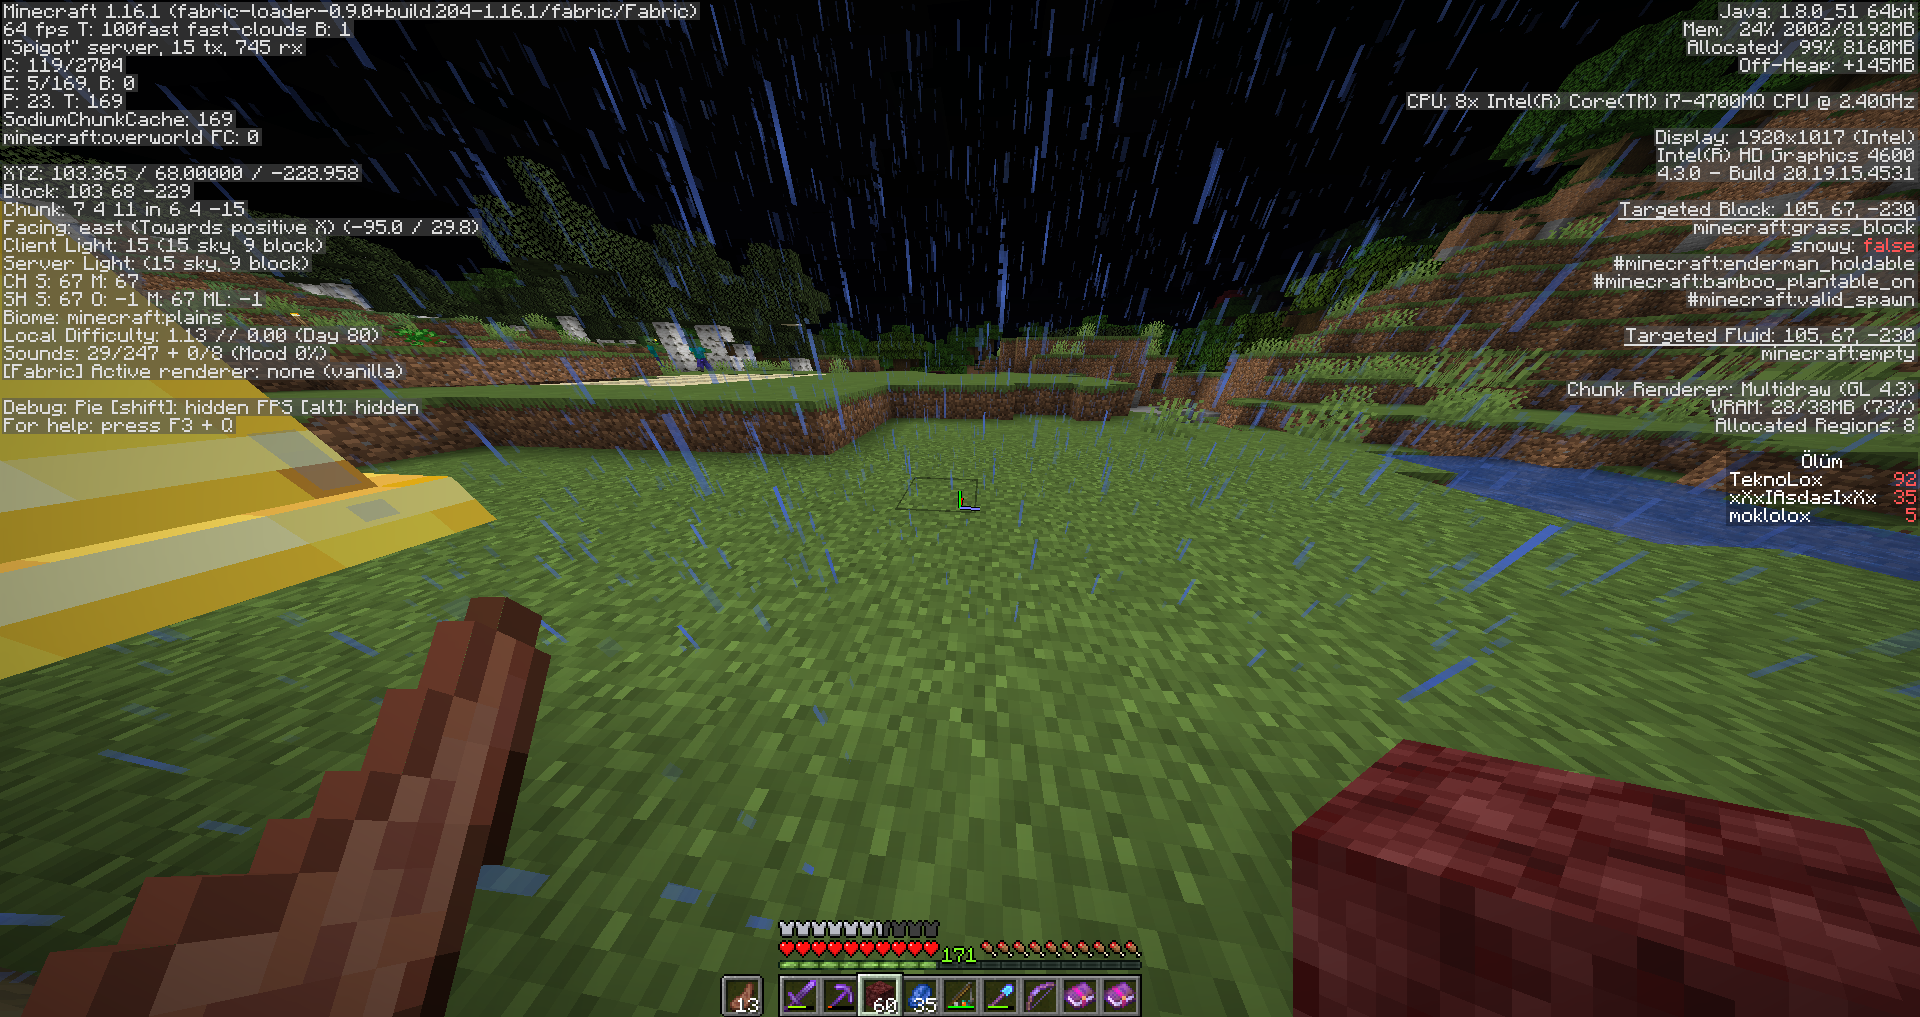 Minecraft 1.16.1 (fabric-loader-0.9.0+build.204-1.16.1/fabric/Fabric)
64 fps T: 100fast fast-clouds B: 1
"Spigot" server, 15 tx, 745 rx
C: 119/2704
E: 5/169, B: 0
P: 23. T: 169
SodiumChunkCache: 169
minecraft:overworld FC: 0
XYZ: 103.365 / 68.00000 / -228.958
Block: 103 68 -229
Chunk: 7 4 11 in 6 4 -15
Facing: east (Towards positive X) (-95.0 / 29.8)
Client Light: 15 (15 sky, 9 block)
Server Light: (15 sky, 9 block)
CH S: 67 M: 67
SH S: 67 O: -1 M: 67 ML: -1
Biome: minecraft:plains
Local Difficulty: 1.13 // 0.00 (Day 80)
Sounds: 29/247 + 0/8 (Mood 0%)
[Fabric] Active renderer: none (vanilla)
Debug: Pie [shift]: hidden FPS [alt]: hidden
For help: press F3 + Q
Java: 1.8.0_51 64bit
Mem: 24% 2002/8192MB
Allocated: 99% 8160MB
Off-Heap: +145MB
CPU: 8x Intel(R) Core(TM) i7-4700MQ CPU @ 2.40GHz
Display: 1920x1017 (Intel)
Intel(R) HD Graphics 4600
4.3.0 - Build 20.19.15.4531
Targeted Block: 105, 67, -230
minecraft:grass_block
snowy: false
#minecraft:enderman_holdable
#minecraft:bamboo_plantable_on
#minecraft:valid_spawn
Targeted Fluid: 105, 67, -230
minecraft:empty
Chunk Renderer: Multidraw (GL 4.3)
VRAM: 28/38MB (73%)
Allocated Regions: 8
Ölüm
TeknoLox 92
xXxIAsdasIxXx 35
moklolox 5
171
13 60 35